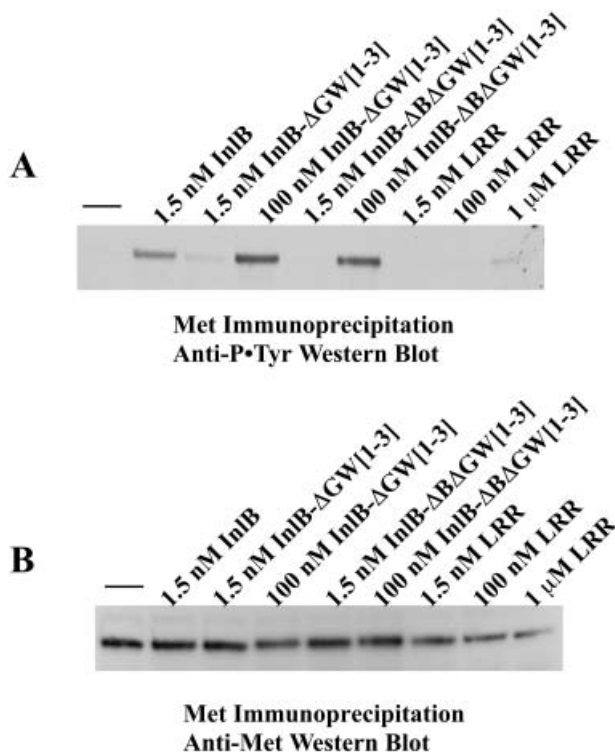 A
—
1.5 nM InlB
1.5 nM InlB-ΔGW[1-3]
100 nM InlB-ΔGW[1-3]
1.5 nM InlB-ΔBΔGW[1-3]
100 nM InlB-ΔBΔGW[1-3]
1.5 nM LRR
100 nM LRR
1 μM LRR
Met Immunoprecipitation
Anti-P•Tyr Western Blot
B
—
1.5 nM InlB
1.5 nM InlB-ΔGW[1-3]
100 nM InlB-ΔGW[1-3]
1.5 nM InlB-ΔBΔGW[1-3]
100 nM InlB-ΔBΔGW[1-3]
1.5 nM LRR
100 nM LRR
1 μM LRR
Met Immunoprecipitation
Anti-Met Western Blot